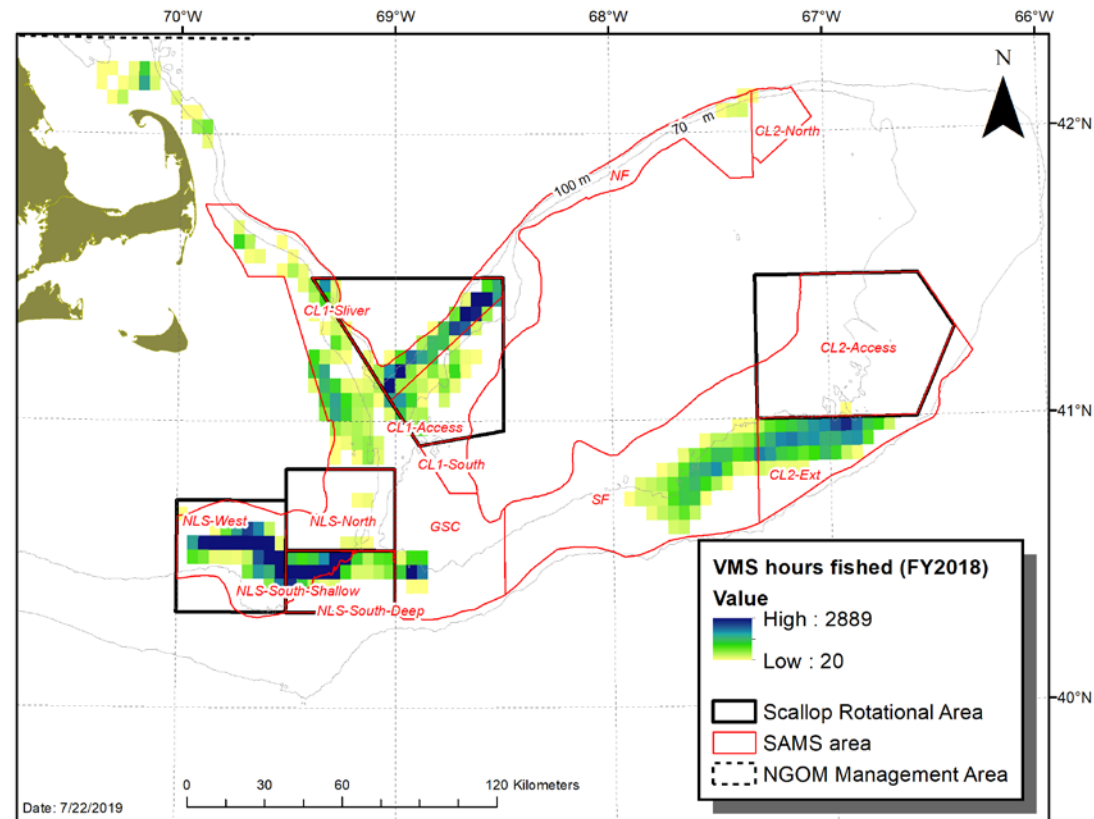 70°W 69°W 68°W 67°W 66°W
N
42°N
CL2-North
70 m
NF
100 m
CL1-Sliver
CL2-Access
41°N
CL1-Access
CL1-South
CL2-Ext
SF
NLS-West
NLS-North
GSC
NLS-South-Shallow
NLS-South-Deep
VMS hours fished (FY2018)
Value
High : 2889
Low : 20
Scallop Rotational Area
SAMS area
NGOM Management Area
40°N
0 30 60 120 Kilometers
Date: 7/22/2019